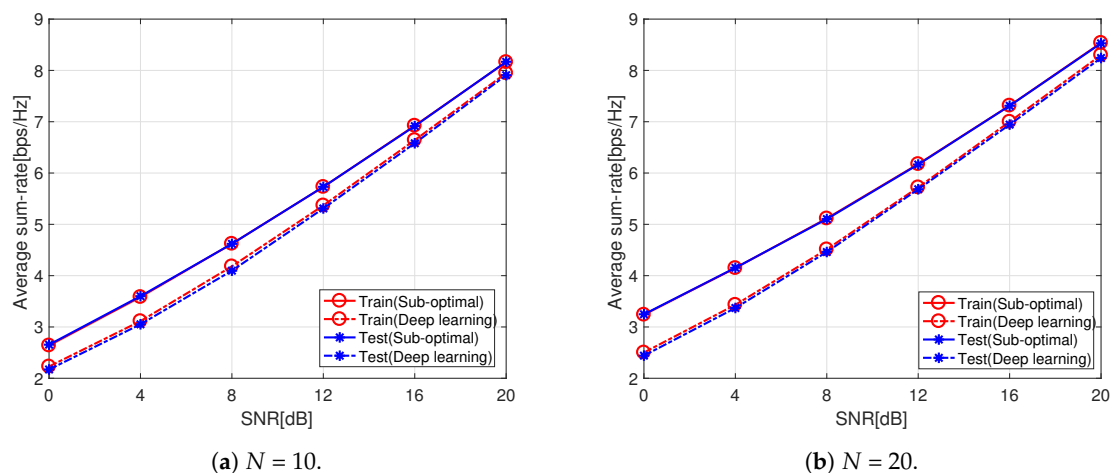 9
8
7
6
5
4
3
2
Average sum-rate[bps/Hz]
Train(Sub-optimal)
Train(Deep learning)
Test(Sub-optimal)
Test(Deep learning)
0 4 8 12 16 20
SNR[dB]
(a) N = 10.
9
8
7
6
5
4
3
2
Average sum-rate[bps/Hz]
Train(Sub-optimal)
Train(Deep learning)
Test(Sub-optimal)
Test(Deep learning)
0 4 8 12 16 20
SNR[dB]
(b) N = 20.